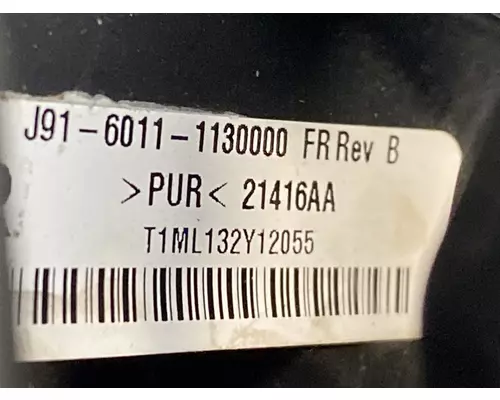 J91-6011-1130000 FR Rev B
>PUR< 21416AA
T1ML132Y12055